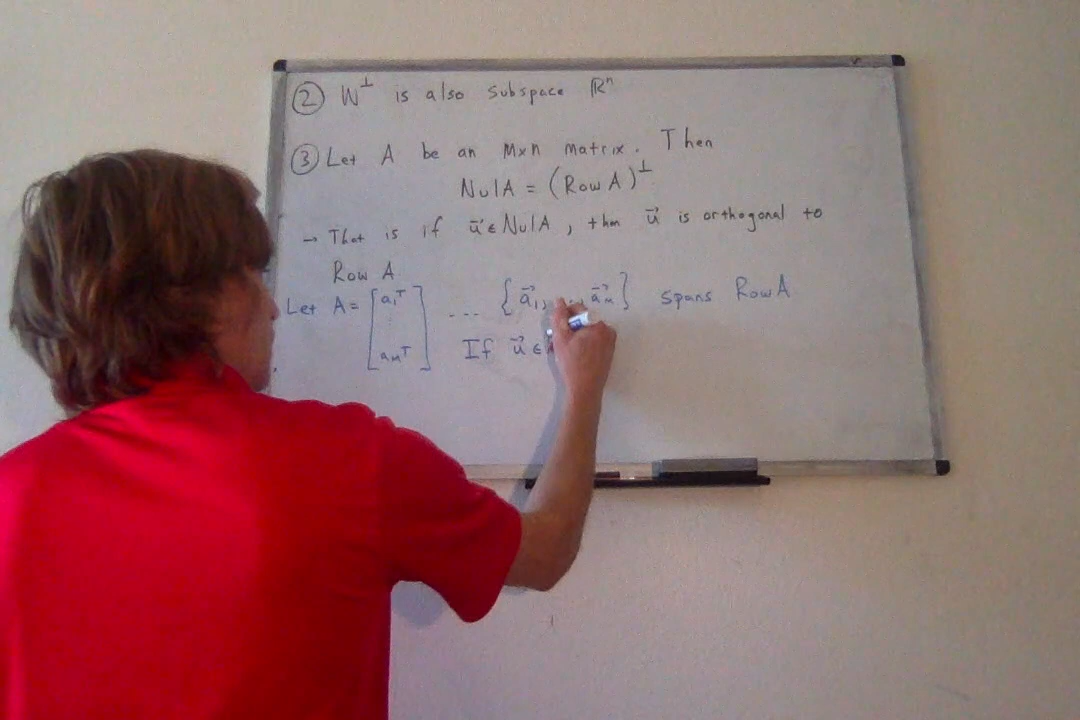 ② W⊥ is also subspace ℝⁿ
③ Let A be an m×n matrix. Then
Nul A = (Row A)⊥
→ That is if u⃗ ∈ Nul A, then u⃗ is orthogonal to
Row A
Let A = [a₁ᵀ ⋮ aₘᵀ] ... {a⃗₁, ..., a⃗ₘ} spans Row A
If u⃗ ∈